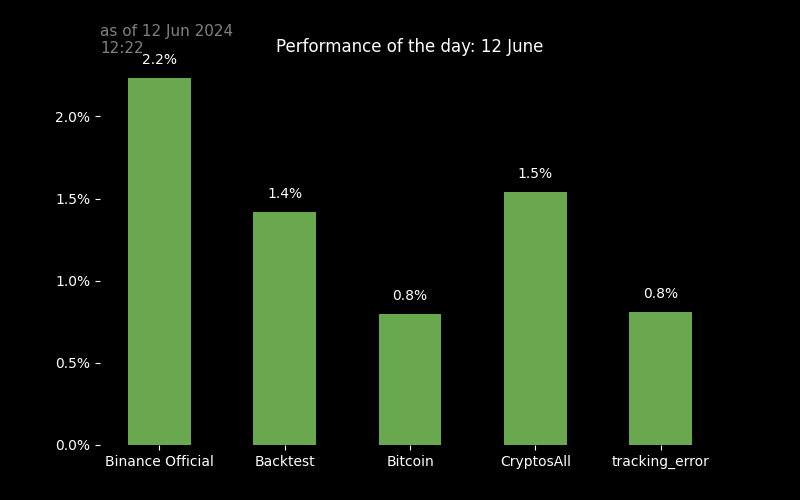 as of 12 Jun 2024
12:22
Performance of the day: 12 June
2.2%
1.4%
0.8%
1.5%
0.8%
2.0%
1.5%
1.0%
0.5%
0.0%
Binance Official
Backtest
Bitcoin
CryptosAll
tracking_error